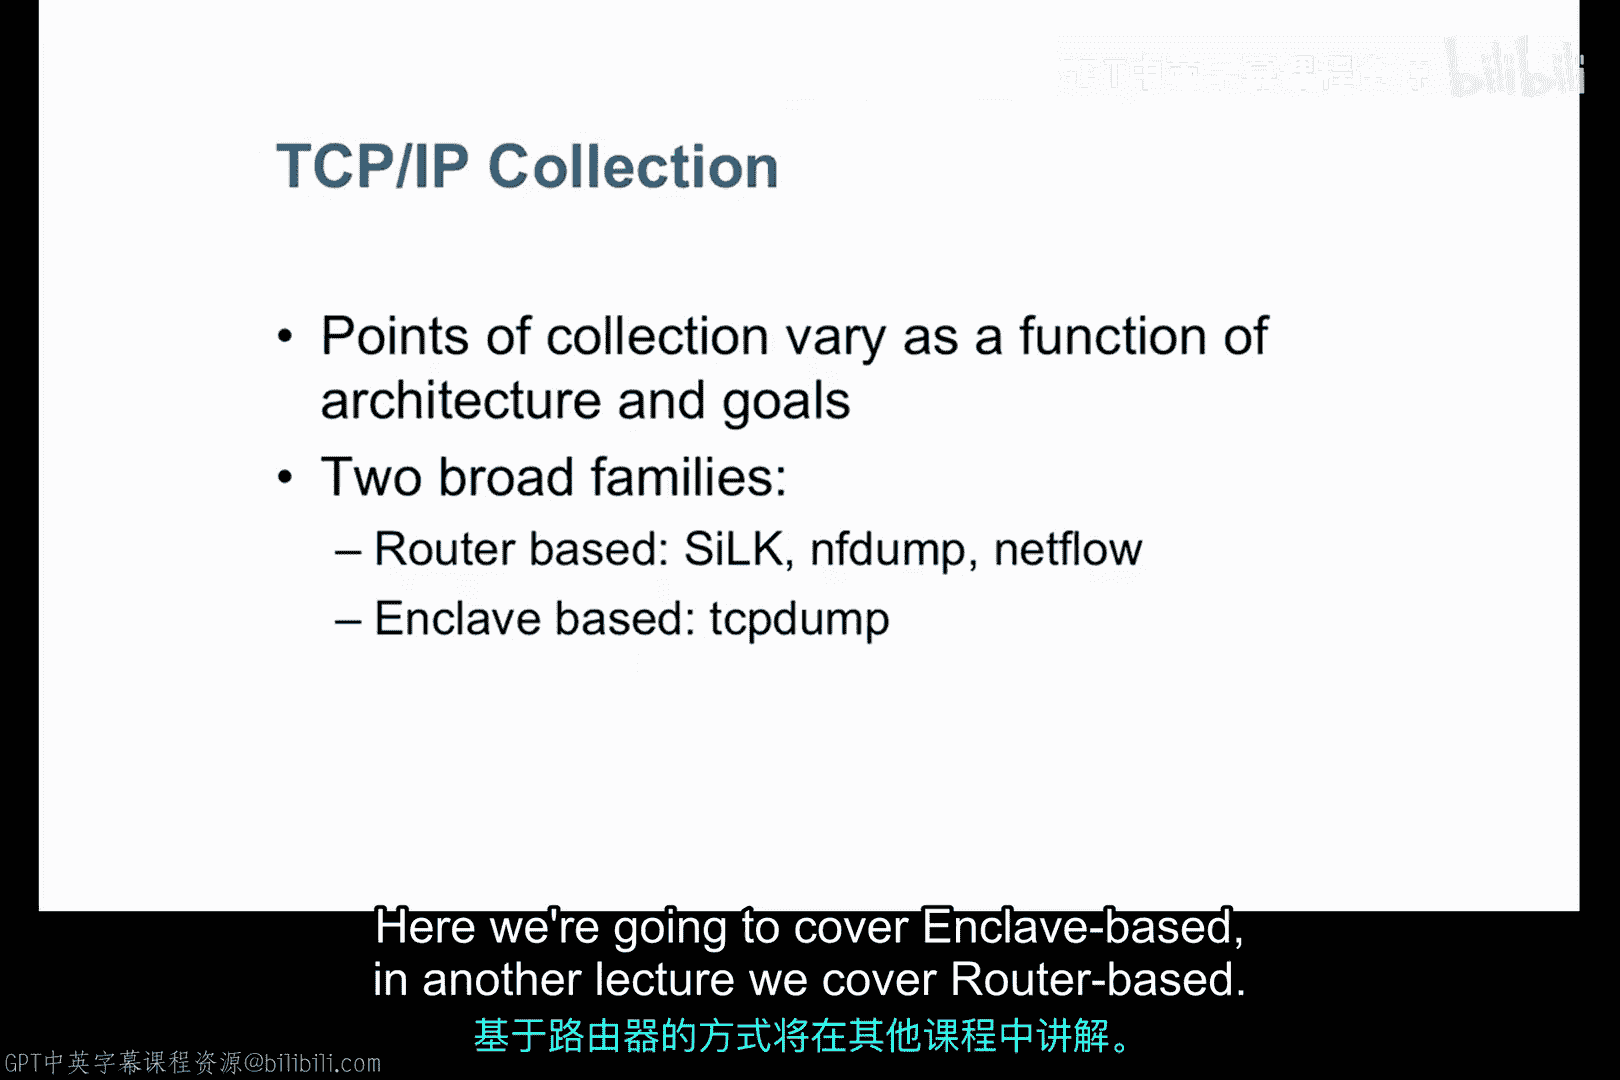 bilibili
TCP/IP Collection
• Points of collection vary as a function of
architecture and goals
• Two broad families:
– Router based: SiLK, nfdump, netflow
– Enclave based: tcpdump
Here we're going to cover Enclave-based,
in another lecture we cover Router-based.
基于路由器的方式将在其他课程中讲解。
GPT中英字幕课程资源@bilibili.com